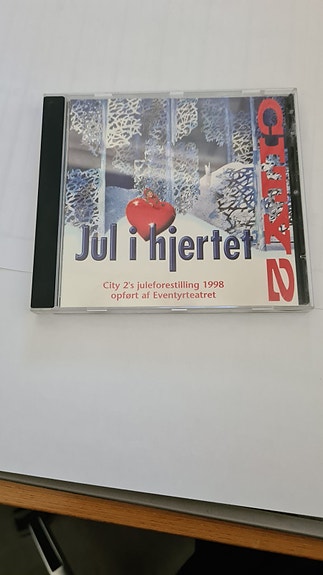 Jul i hjertet
City 2's juleforestilling 1998
opført af Eventyrteatret
CITY 2